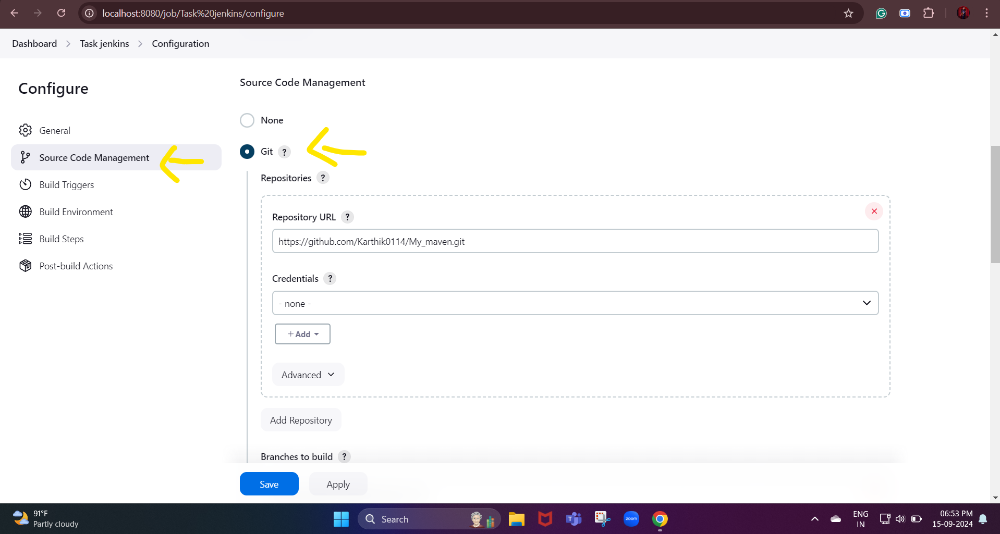 localhost:8080/job/Task%20jenkins/configure
Dashboard > Task jenkins > Configuration
Configure
General
Source Code Management
Build Triggers
Build Environment
Build Steps
Post-build Actions
Source Code Management
None
Git ?
Repositories ?
Repository URL ?
https://github.com/Karthik0114/My_maven.git
Credentials ?
- none -
+ Add
Advanced
Add Repository
Branches to build ?
Save Apply
91°F
Partly cloudy
Search
zoom
ENG
IN
06:53 PM
15-09-2024